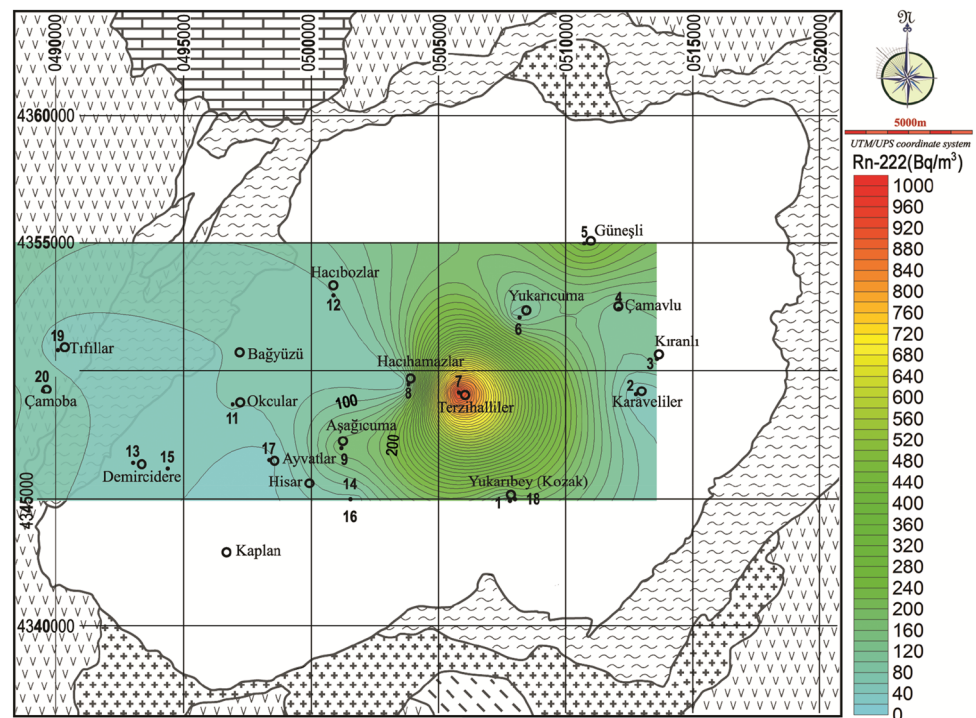 0490000
0495000
0500000
0505000
0510000
0515000
0520000
4360000
4355000
4345000
4340000
5000m
UTM/UPS coordinate system
Rn-222(Bq/m³)
1000
960
920
880
840
800
760
720
680
640
600
560
520
480
440
400
360
320
280
240
200
160
120
80
40
0
5 Güneşli
Hacıbozlar
12
Yukarıcuma
6
4
Çamavlu
19
Tıfıllar
Bağyüzü
Kıranlı
3
Hacıhamazlar
8
20
Çamoba
7
Terzihalliler
2
Karaveliler
11 Okcular
100
Aşağıcuma
9
200
13
15
Demircidere
17
Ayvatlar
Hisar
14
16
Yukarıbey (Kozak)
1
18
Kaplan